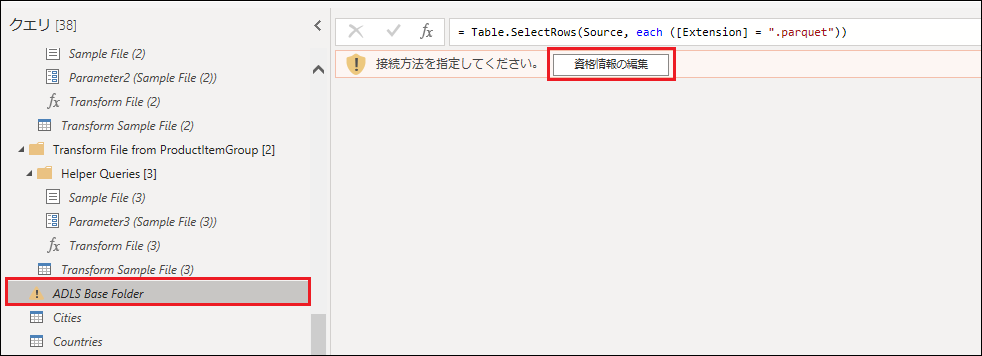 クエリ [38]
Sample File (2)
Parameter2 (Sample File (2))
fx Transform File (2)
Transform Sample File (2)
Transform File from ProductItemGroup [2]
Helper Queries [3]
Sample File (3)
Parameter3 (Sample File (3))
fx Transform File (3)
Transform Sample File (3)
ADLS Base Folder
Cities
Countries
fx = Table.SelectRows(Source, each ([Extension] = ".parquet"))
接続方法を指定してください。 資格情報の編集